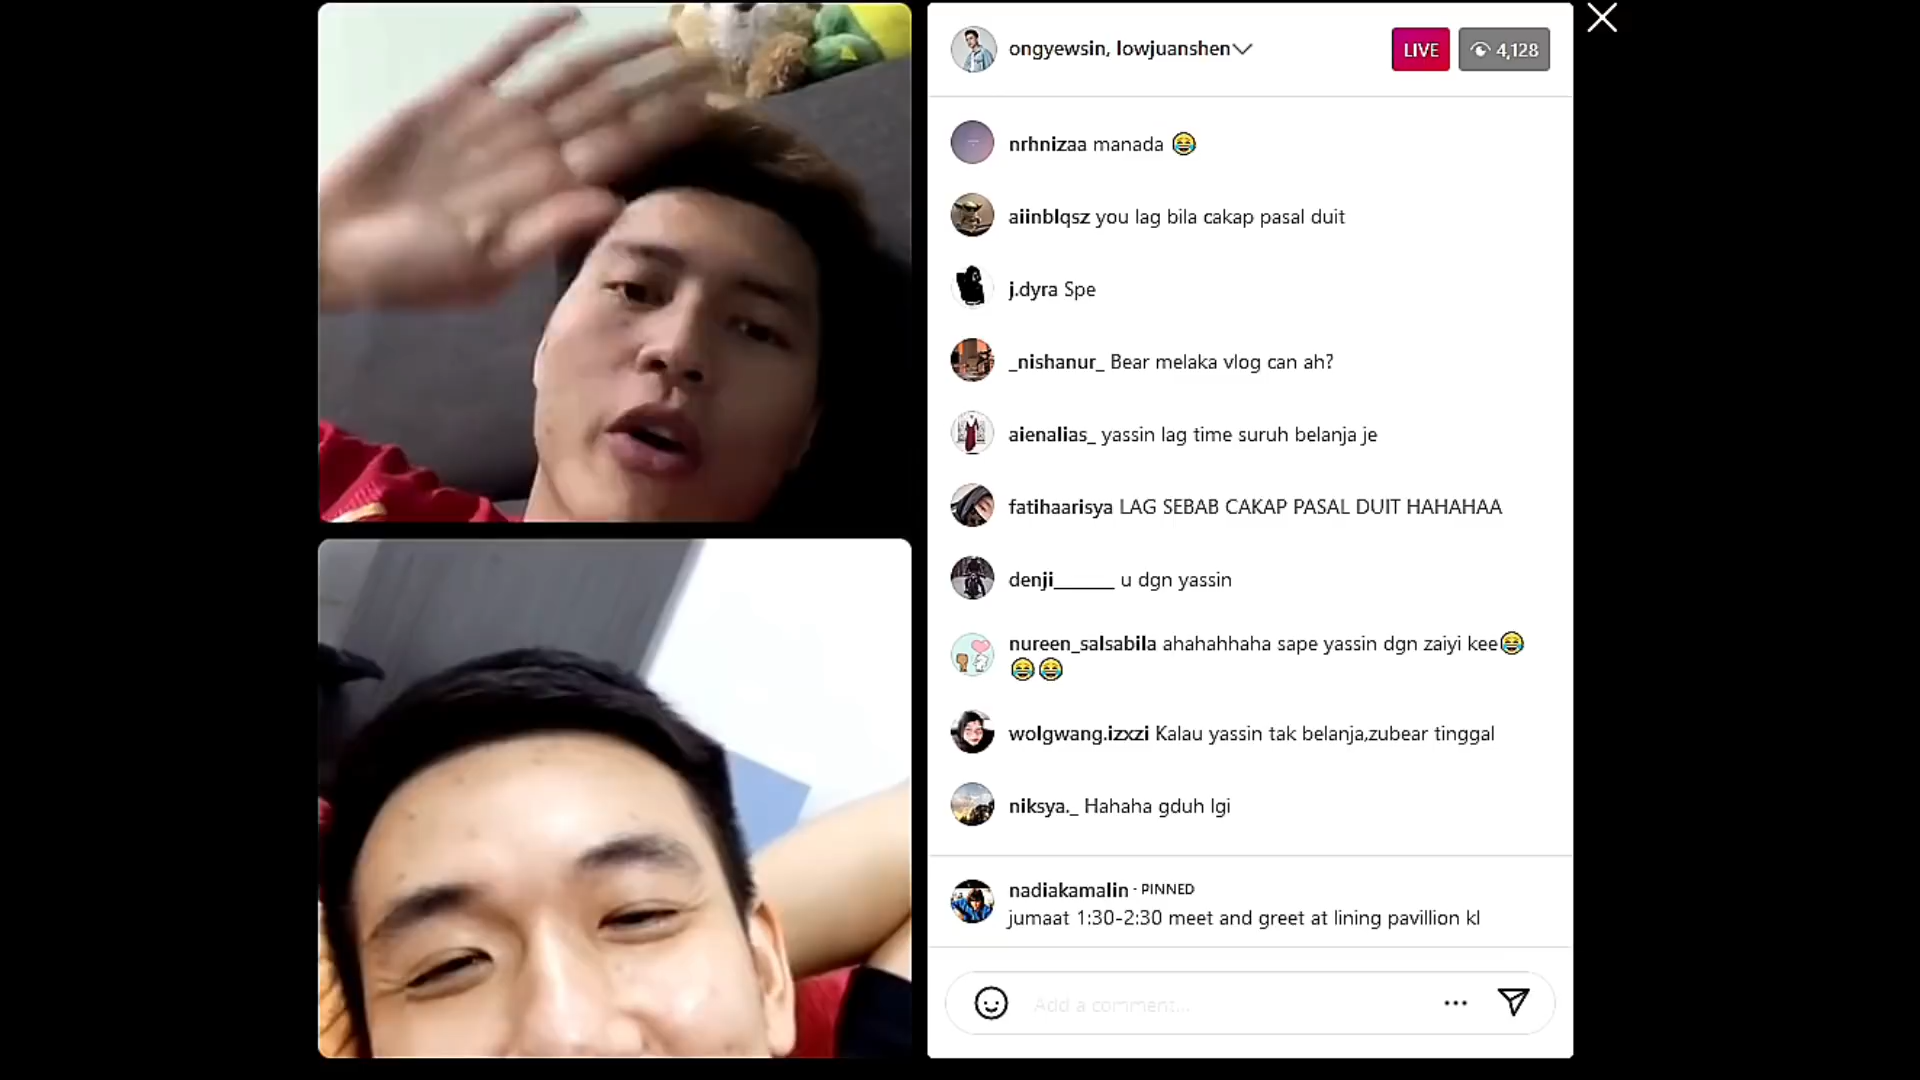 ongyewsin, lowjuanshen
LIVE
4,128
nrhnizaa manada 😂
aiinblqsz you lag bila cakap pasal duit
j.dyra Spe
_nishanur_ Bear melaka vlog can ah?
aienalias_ yassin lag time suruh belanja je
fatihaarisya LAG SEBAB CAKAP PASAL DUIT HAHAHAA
denji______ u dgn yassin
nureen_salsabila ahahahhaha sape yassin dgn zaiyi kee😂
😂😂
wolgwang.izxzi Kalau yassin tak belanja,zubear tinggal
niksya._ Hahaha gduh lgi
nadiakamalin · PINNED
jumaat 1:30-2:30 meet and greet at lining pavillion kl
Add a comment...